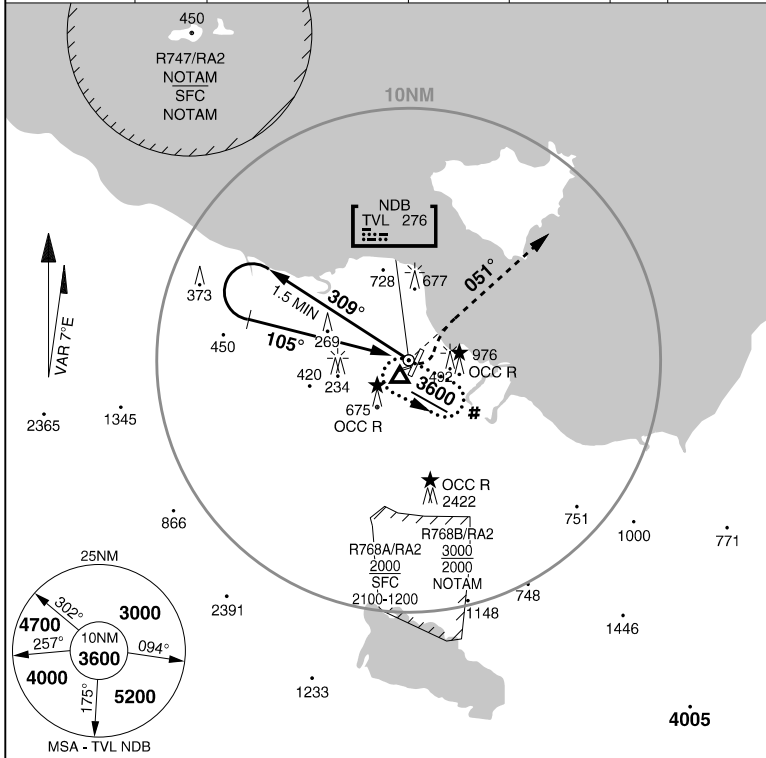 450
R747/RA2
NOTAM
SFC
NOTAM
10NM
NDB
TVL 276
VAR 7°E
373
1.5 MIN
309°
728
677
051°
105°
269
450
420
234
492
976
OCC R
3600
#
675
OCC R
2365
1345
OCC R
2422
866
R768A/RA2
2000
SFC
2100-1200
R768B/RA2
3000
2000
NOTAM
751
1000
771
748
1148
2391
1446
1233
4005
25NM
302°
3000
4700
10NM
3600
257°
094°
4000
175°
5200
MSA - TVL NDB